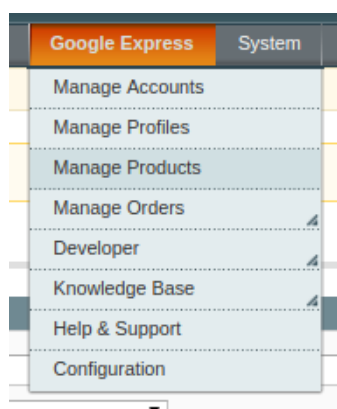 Google Express System
Manage Accounts
Manage Profiles
Manage Products
Manage Orders
Developer
Knowledge Base
Help & Support
Configuration